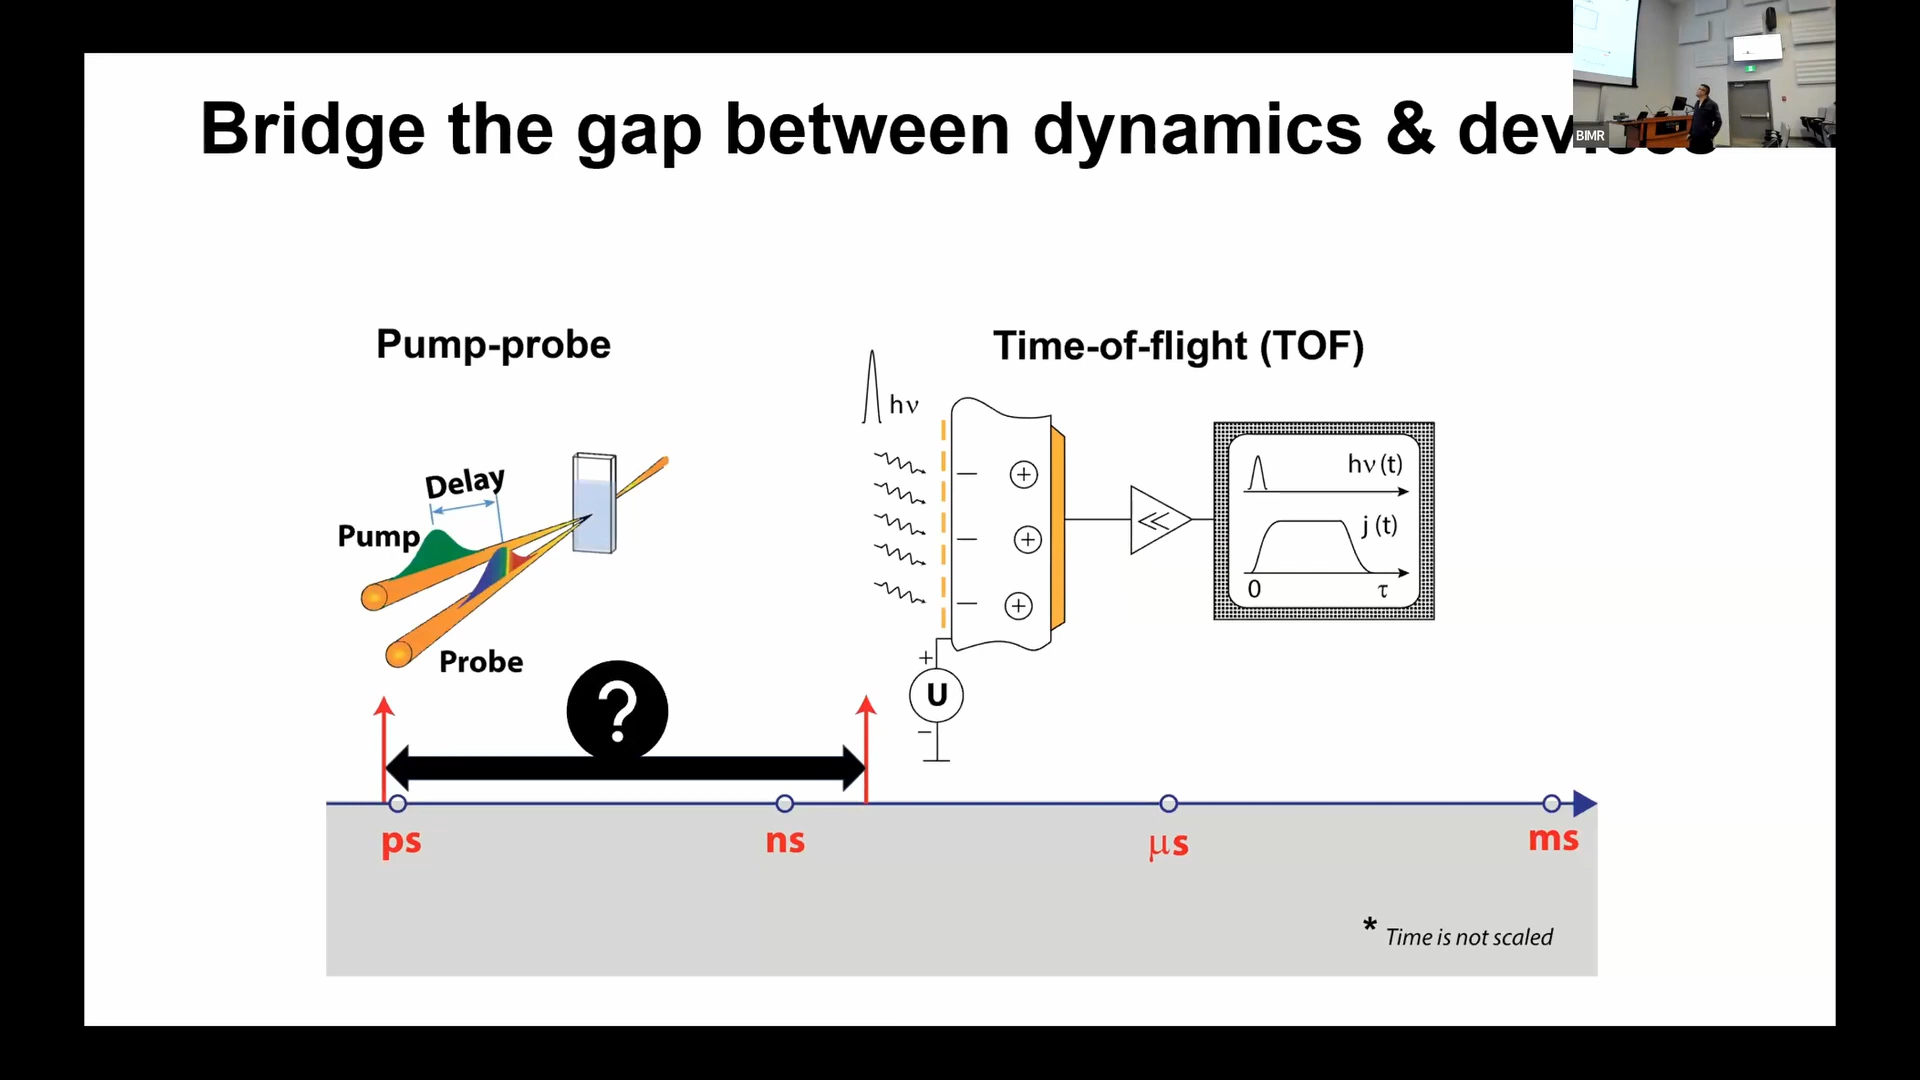 Bridge the gap between dynamics &
BIMR
Pump-probe
Time-of-flight (TOF)
hν
Delay
Pump
Probe
hν (t)
j (t)
0
τ
+
U
−
?
ps
ns
μs
ms
* Time is not scaled